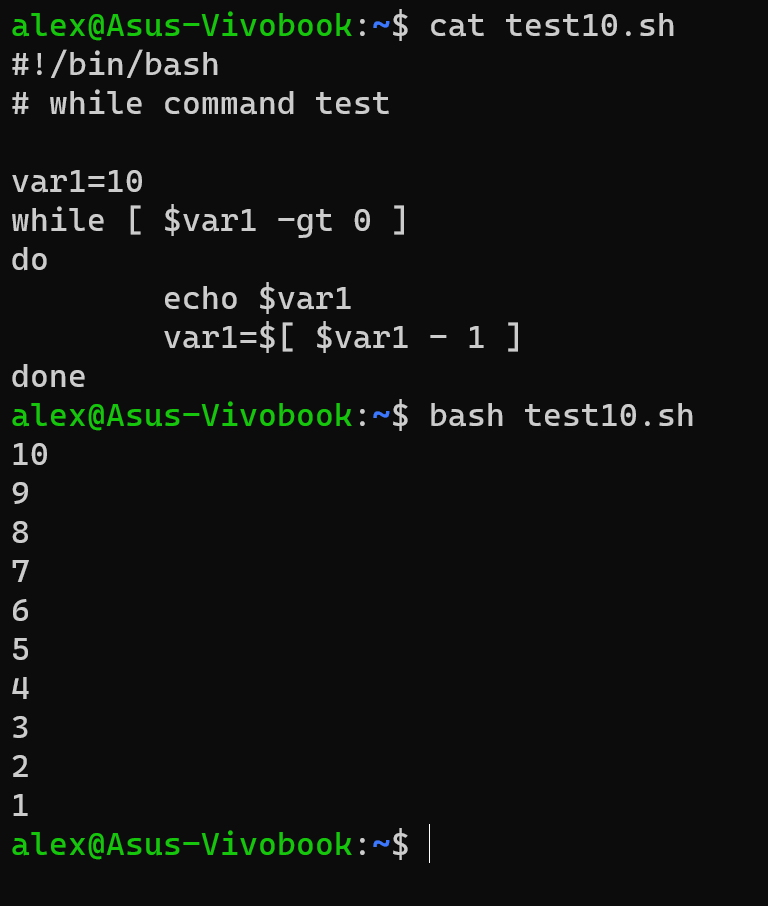 alex@Asus-Vivobook:~$ cat test10.sh
#!/bin/bash
# while command test

var1=10
while [ $var1 -gt 0 ]
do
        echo $var1
        var1=$[ $var1 - 1 ]
done
alex@Asus-Vivobook:~$ bash test10.sh
10
9
8
7
6
5
4
3
2
1
alex@Asus-Vivobook:~$